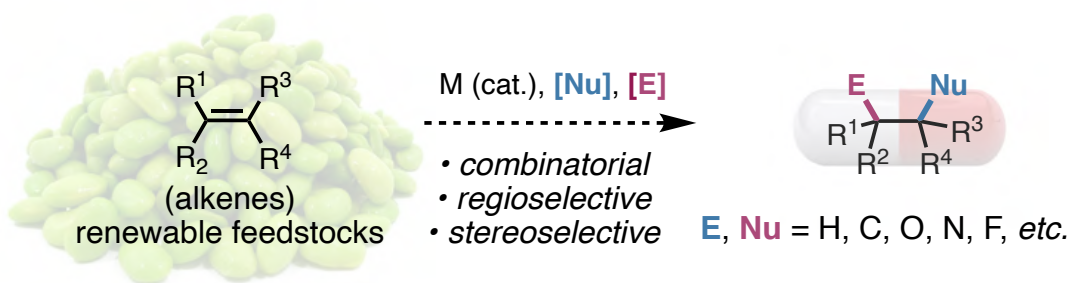 R¹ R³
R₂ R⁴
(alkenes)
renewable feedstocks
M (cat.), [Nu], [E]
• combinatorial
• regioselective
• stereoselective
E Nu
R¹ R³
R² R⁴
E, Nu = H, C, O, N, F, etc.